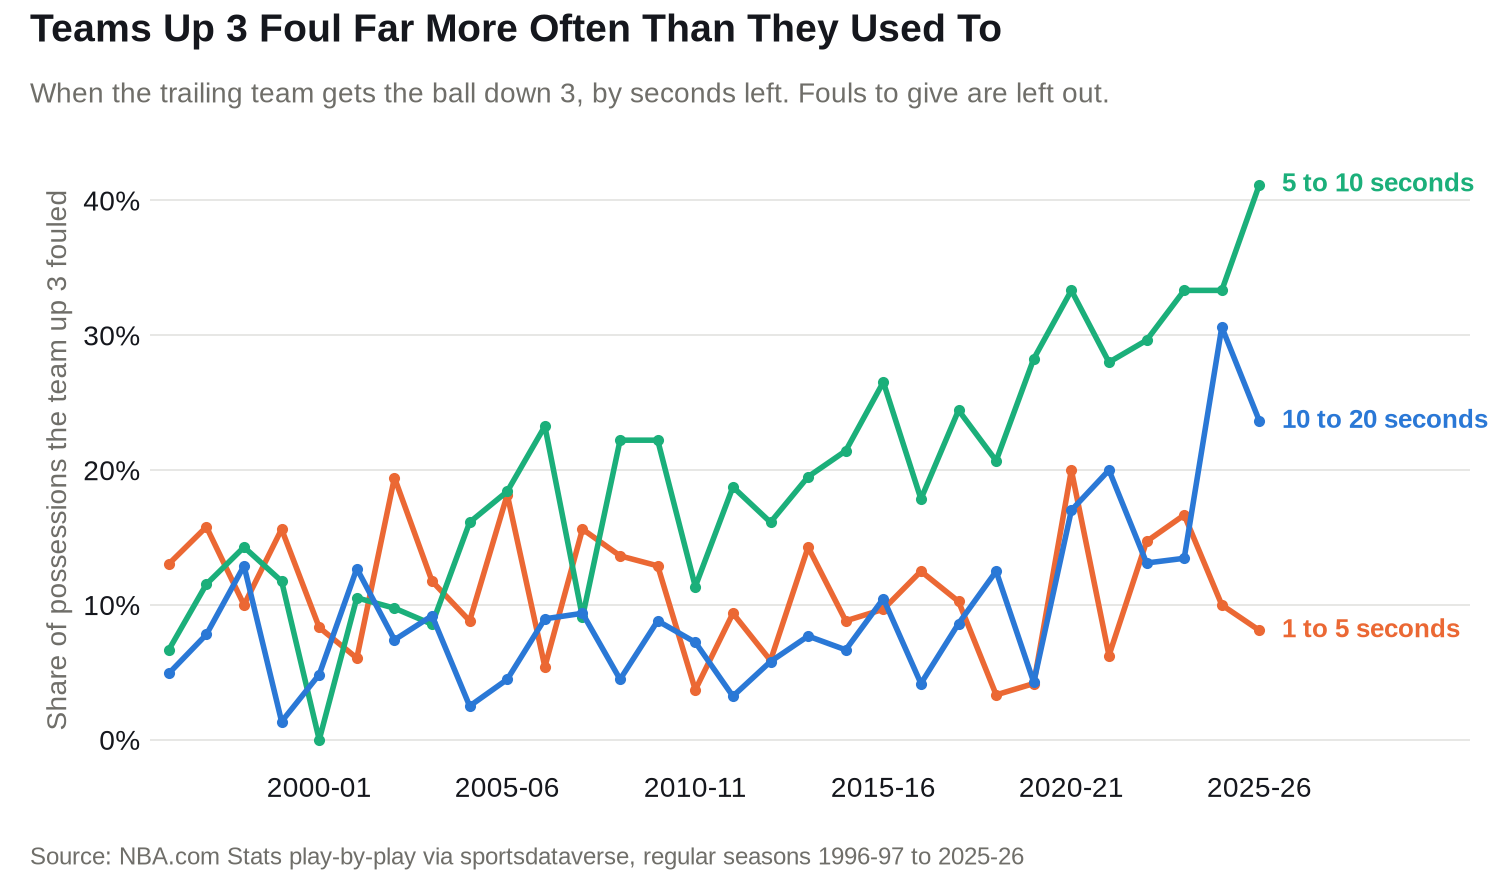 Teams Up 3 Foul Far More Often Than They Used To
When the trailing team gets the ball down 3, by seconds left. Fouls to give are left out.
Share of possessions the team up 3 fouled
40%
30%
20%
10%
0%
5 to 10 seconds
10 to 20 seconds
1 to 5 seconds
2000-01
2005-06
2010-11
2015-16
2020-21
2025-26
Source: NBA.com Stats play-by-play via sportsdataverse, regular seasons 1996-97 to 2025-26